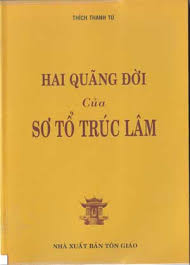 THÍCH THANH TỪ
HAI QUÃNG ĐỜI
Của
SƠ TỔ TRÚC LÂM
NHÀ XUẤT BẢN TÔN GIÁO